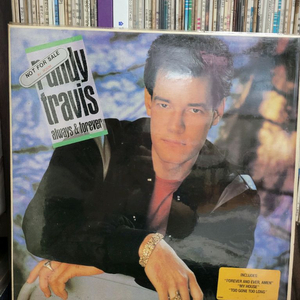 NOT FOR SALE
randy
travis
always & forever
INCLUDES:
"FOREVER AND EVER, AMEN"
"MY HOUSE"
"TOO GONE TOO LONG"